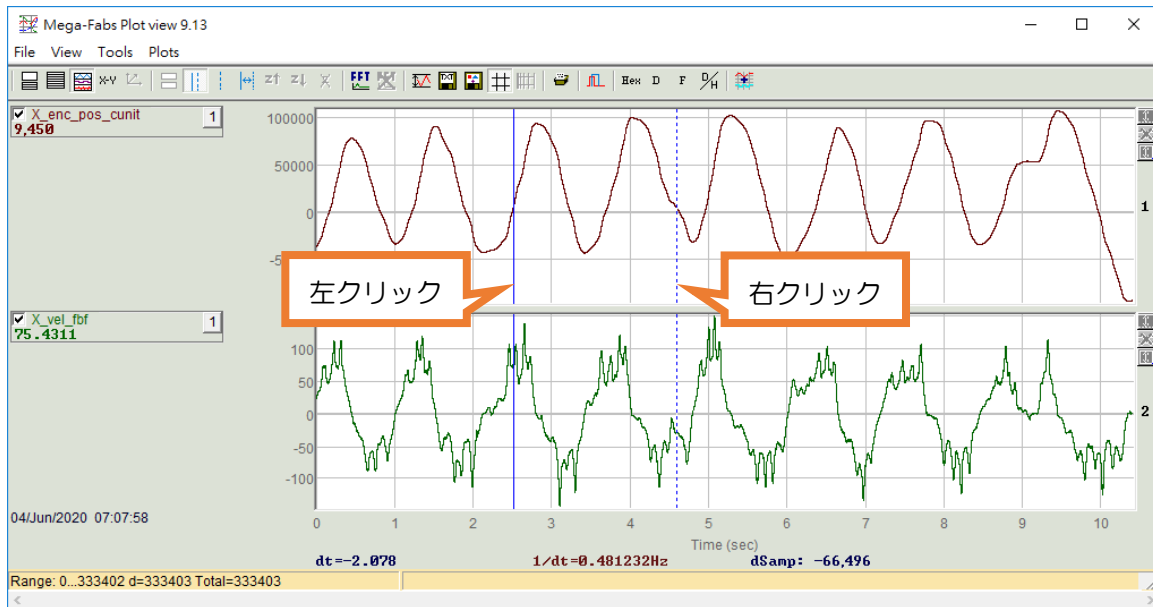 Mega-Fabs Plot view 9.13
File View Tools Plots
X-Y z↑ z↓ FFT TXT Hex D F D/H
X_enc_pos_cunit 1
9,450
100000
50000
0
-5
1
左クリック
右クリック
X_vel_fbf 1
75.4311
100
50
0
-50
-100
2
04/Jun/2020 07:07:58
0 1 2 3 4 5 6 7 8 9 10
Time (sec)
dt=-2.078 1/dt=0.481232Hz dSamp: -66,496
Range: 0...333402 d=333403 Total=333403